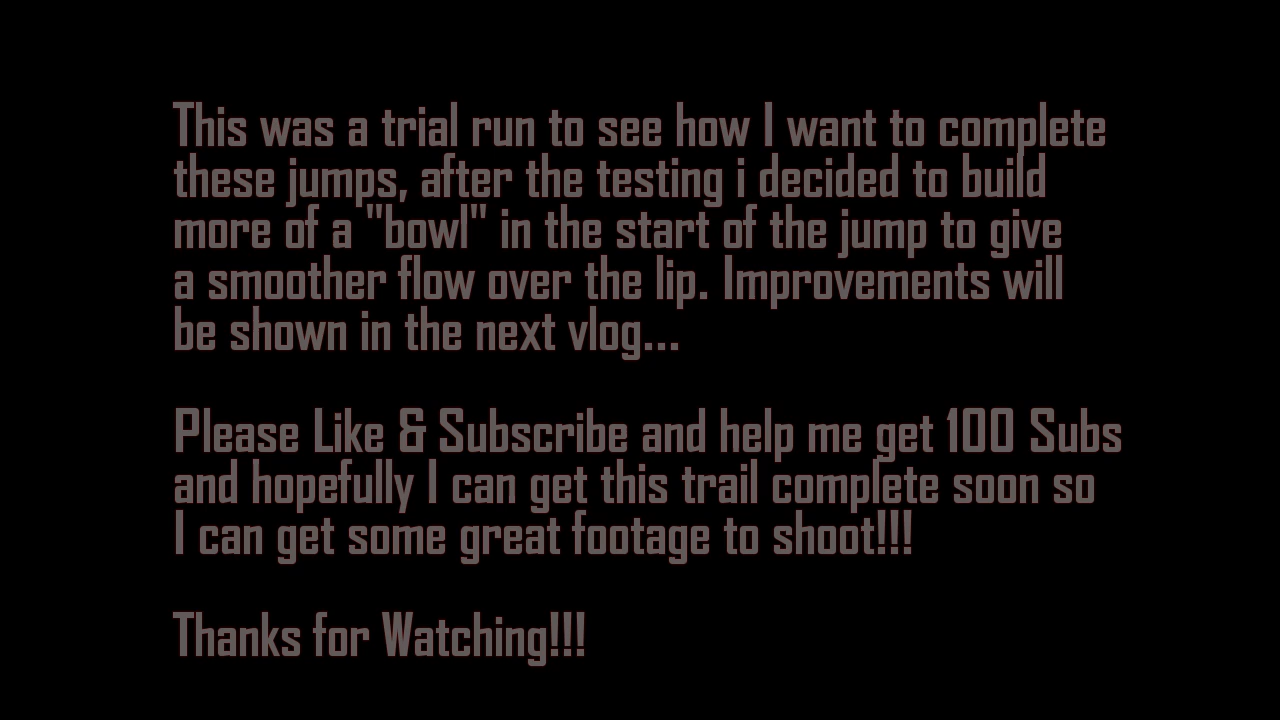 This was a trial run to see how I want to complete
these jumps, after the testing i decided to build
more of a "bowl" in the start of the jump to give
a smoother flow over the lip. Improvements will
be shown in the next vlog...
Please Like & Subscribe and help me get 100 Subs
and hopefully I can get this trail complete soon so
I can get some great footage to shoot!!!
Thanks for Watching!!!